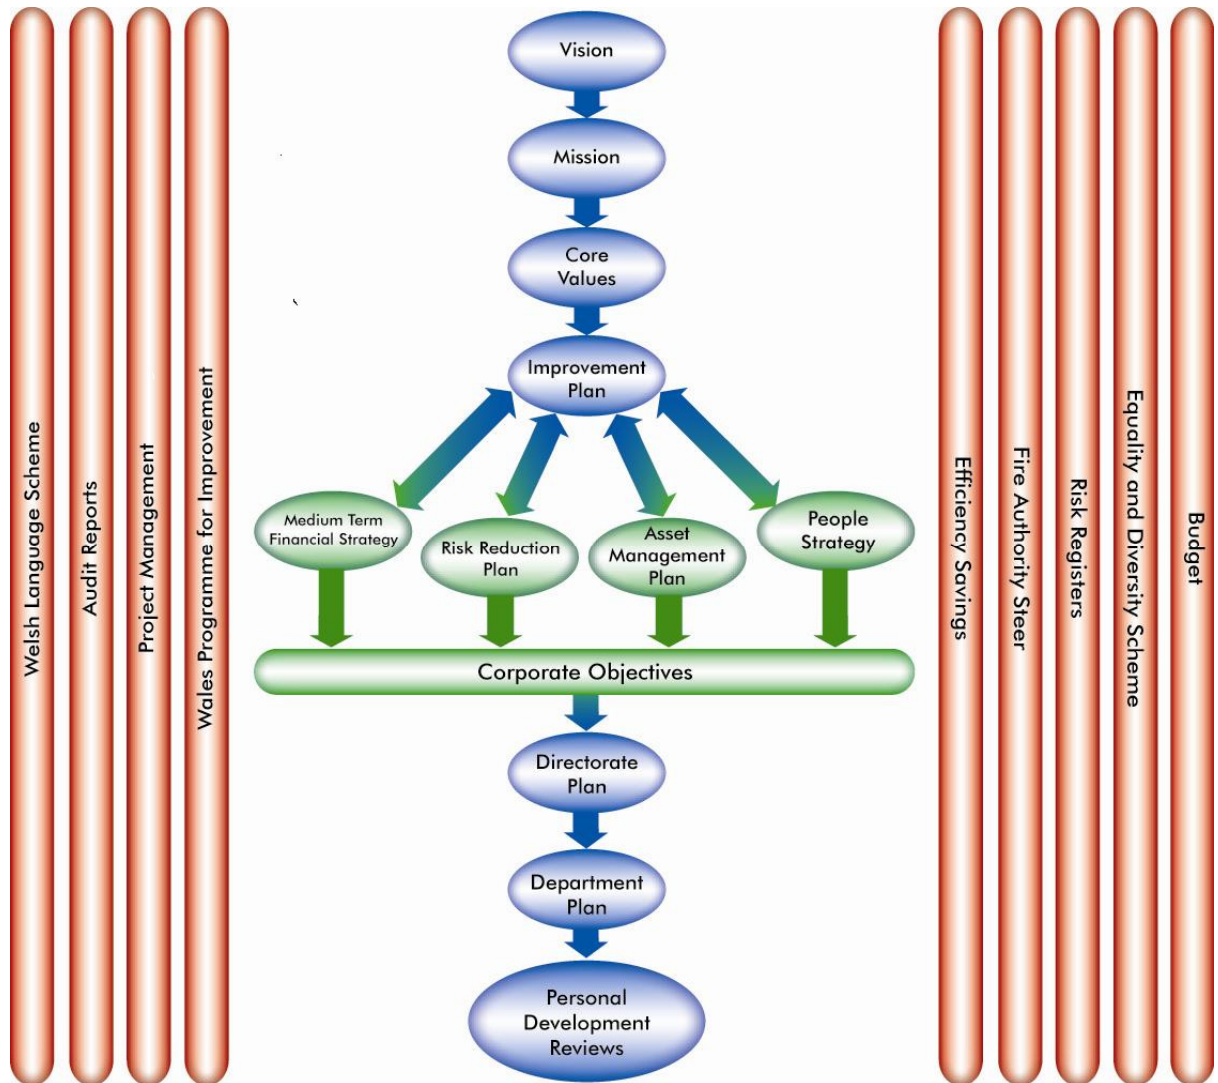 Welsh Language Scheme
Audit Reports
Project Management
Wales Programme for Improvement
Vision
Mission
Core
Values
Improvement
Plan
Medium Term
Financial Strategy
Risk Reduction
Plan
Asset
Management
Plan
People
Strategy
Corporate Objectives
Directorate
Plan
Department
Plan
Personal
Development
Reviews
Efficiency Savings
Fire Authority Steer
Risk Registers
Equality and Diversity Scheme
Budget